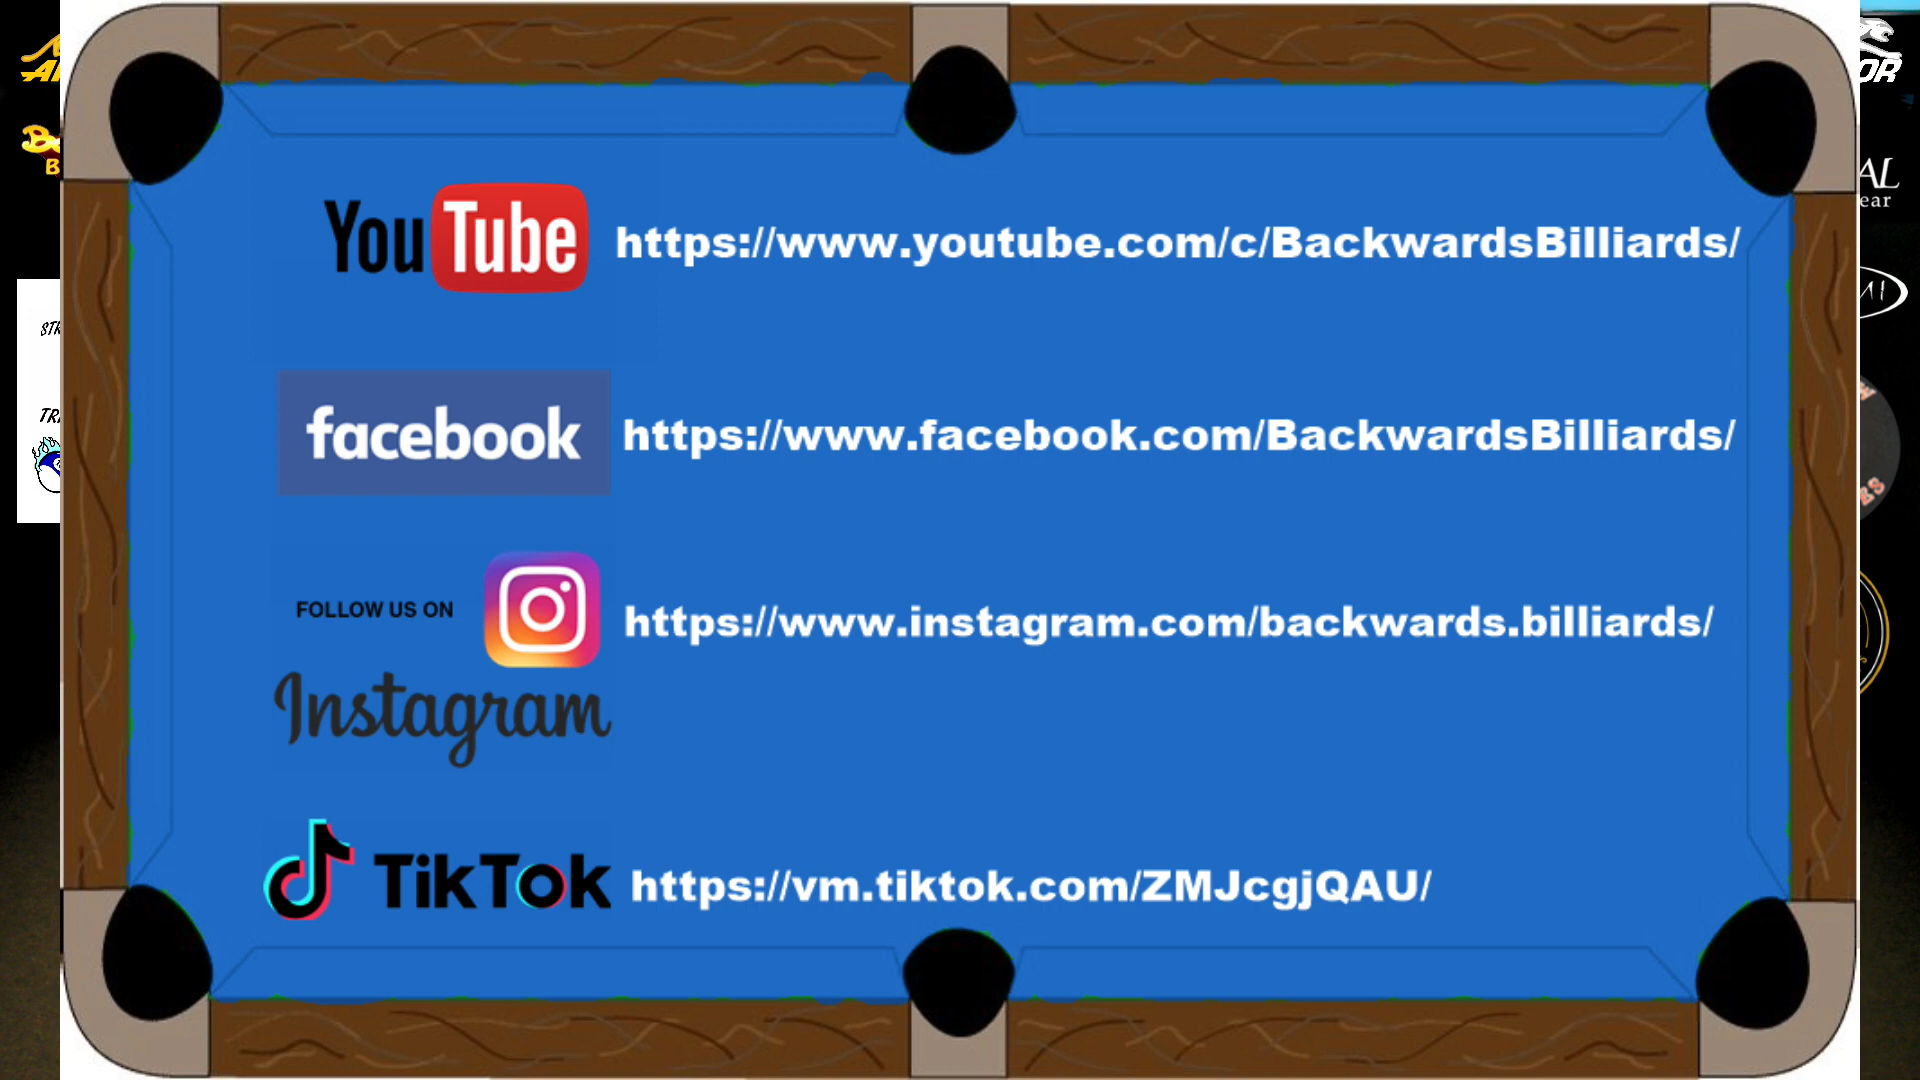 YouTube https://www.youtube.com/c/BackwardsBilliards/
facebook https://www.facebook.com/BackwardsBilliards/
FOLLOW US ON https://www.instagram.com/backwards.billiards/
Instagram
TikTok https://vm.tiktok.com/ZMJcgjQAU/